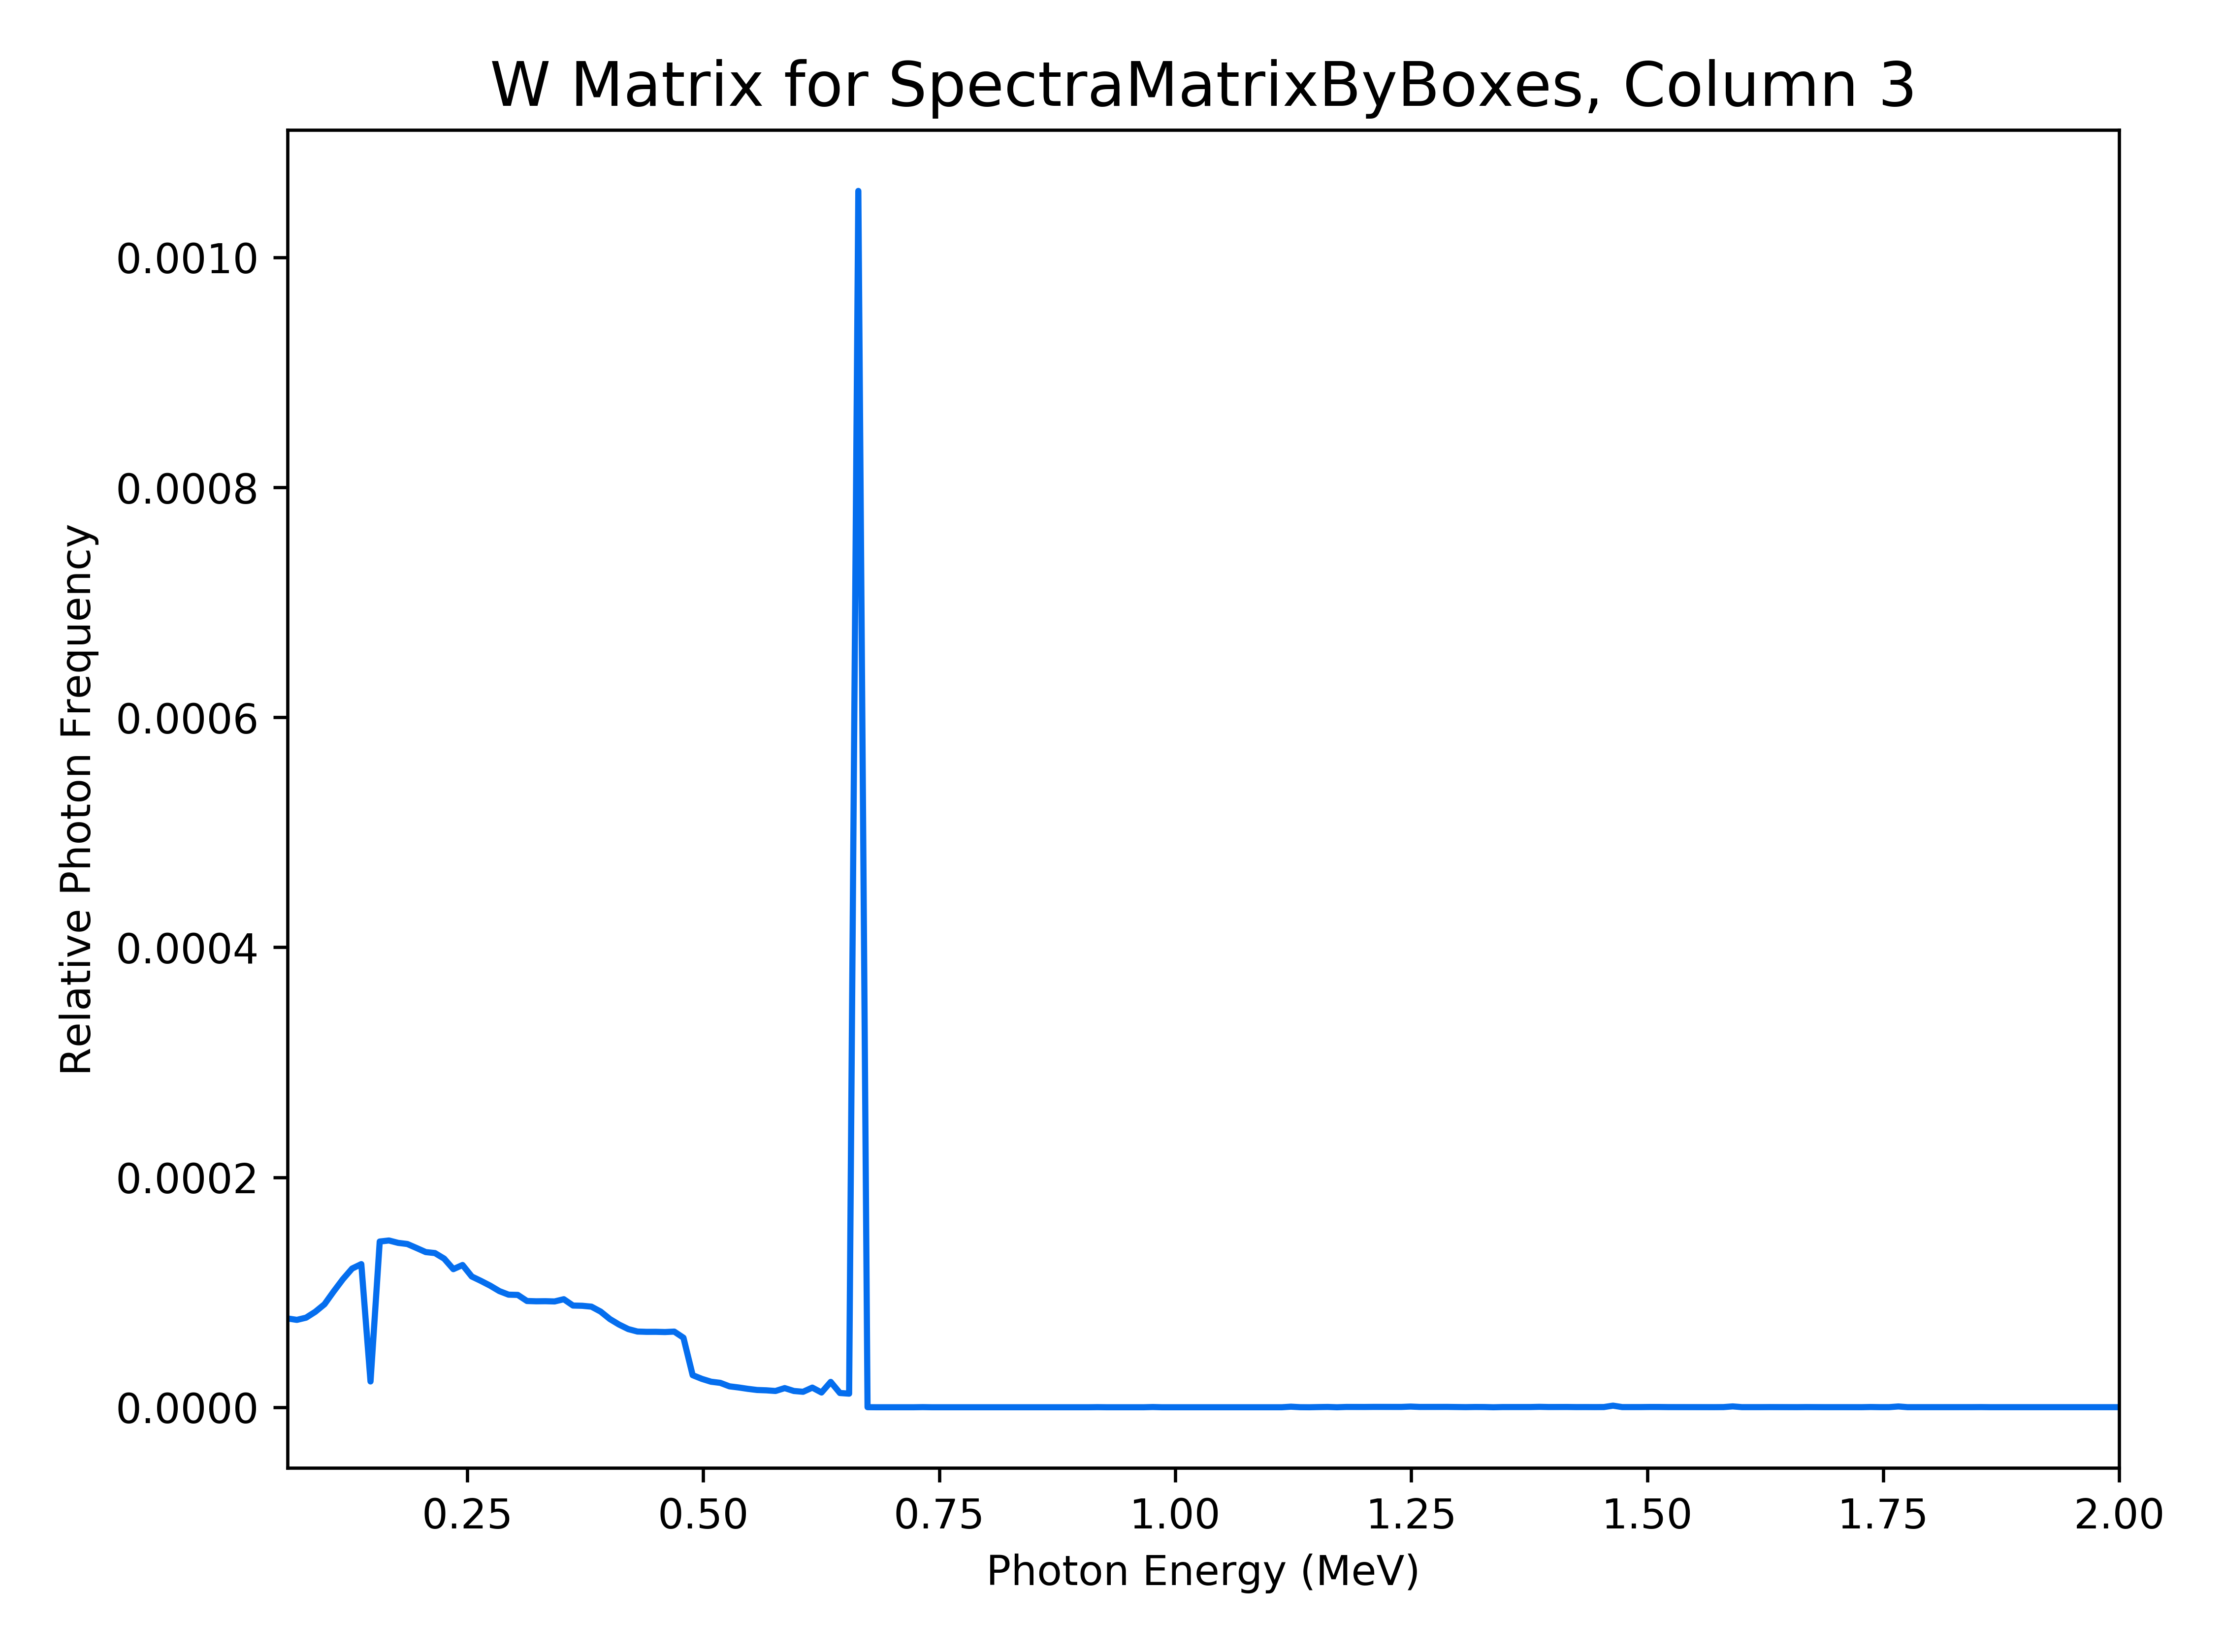 W Matrix for SpectraMatrixByBoxes, Column 3
Relative Photon Frequency
0.0010
0.0008
0.0006
0.0004
0.0002
0.0000
0.25 0.50 0.75 1.00 1.25 1.50 1.75 2.00
Photon Energy (MeV)